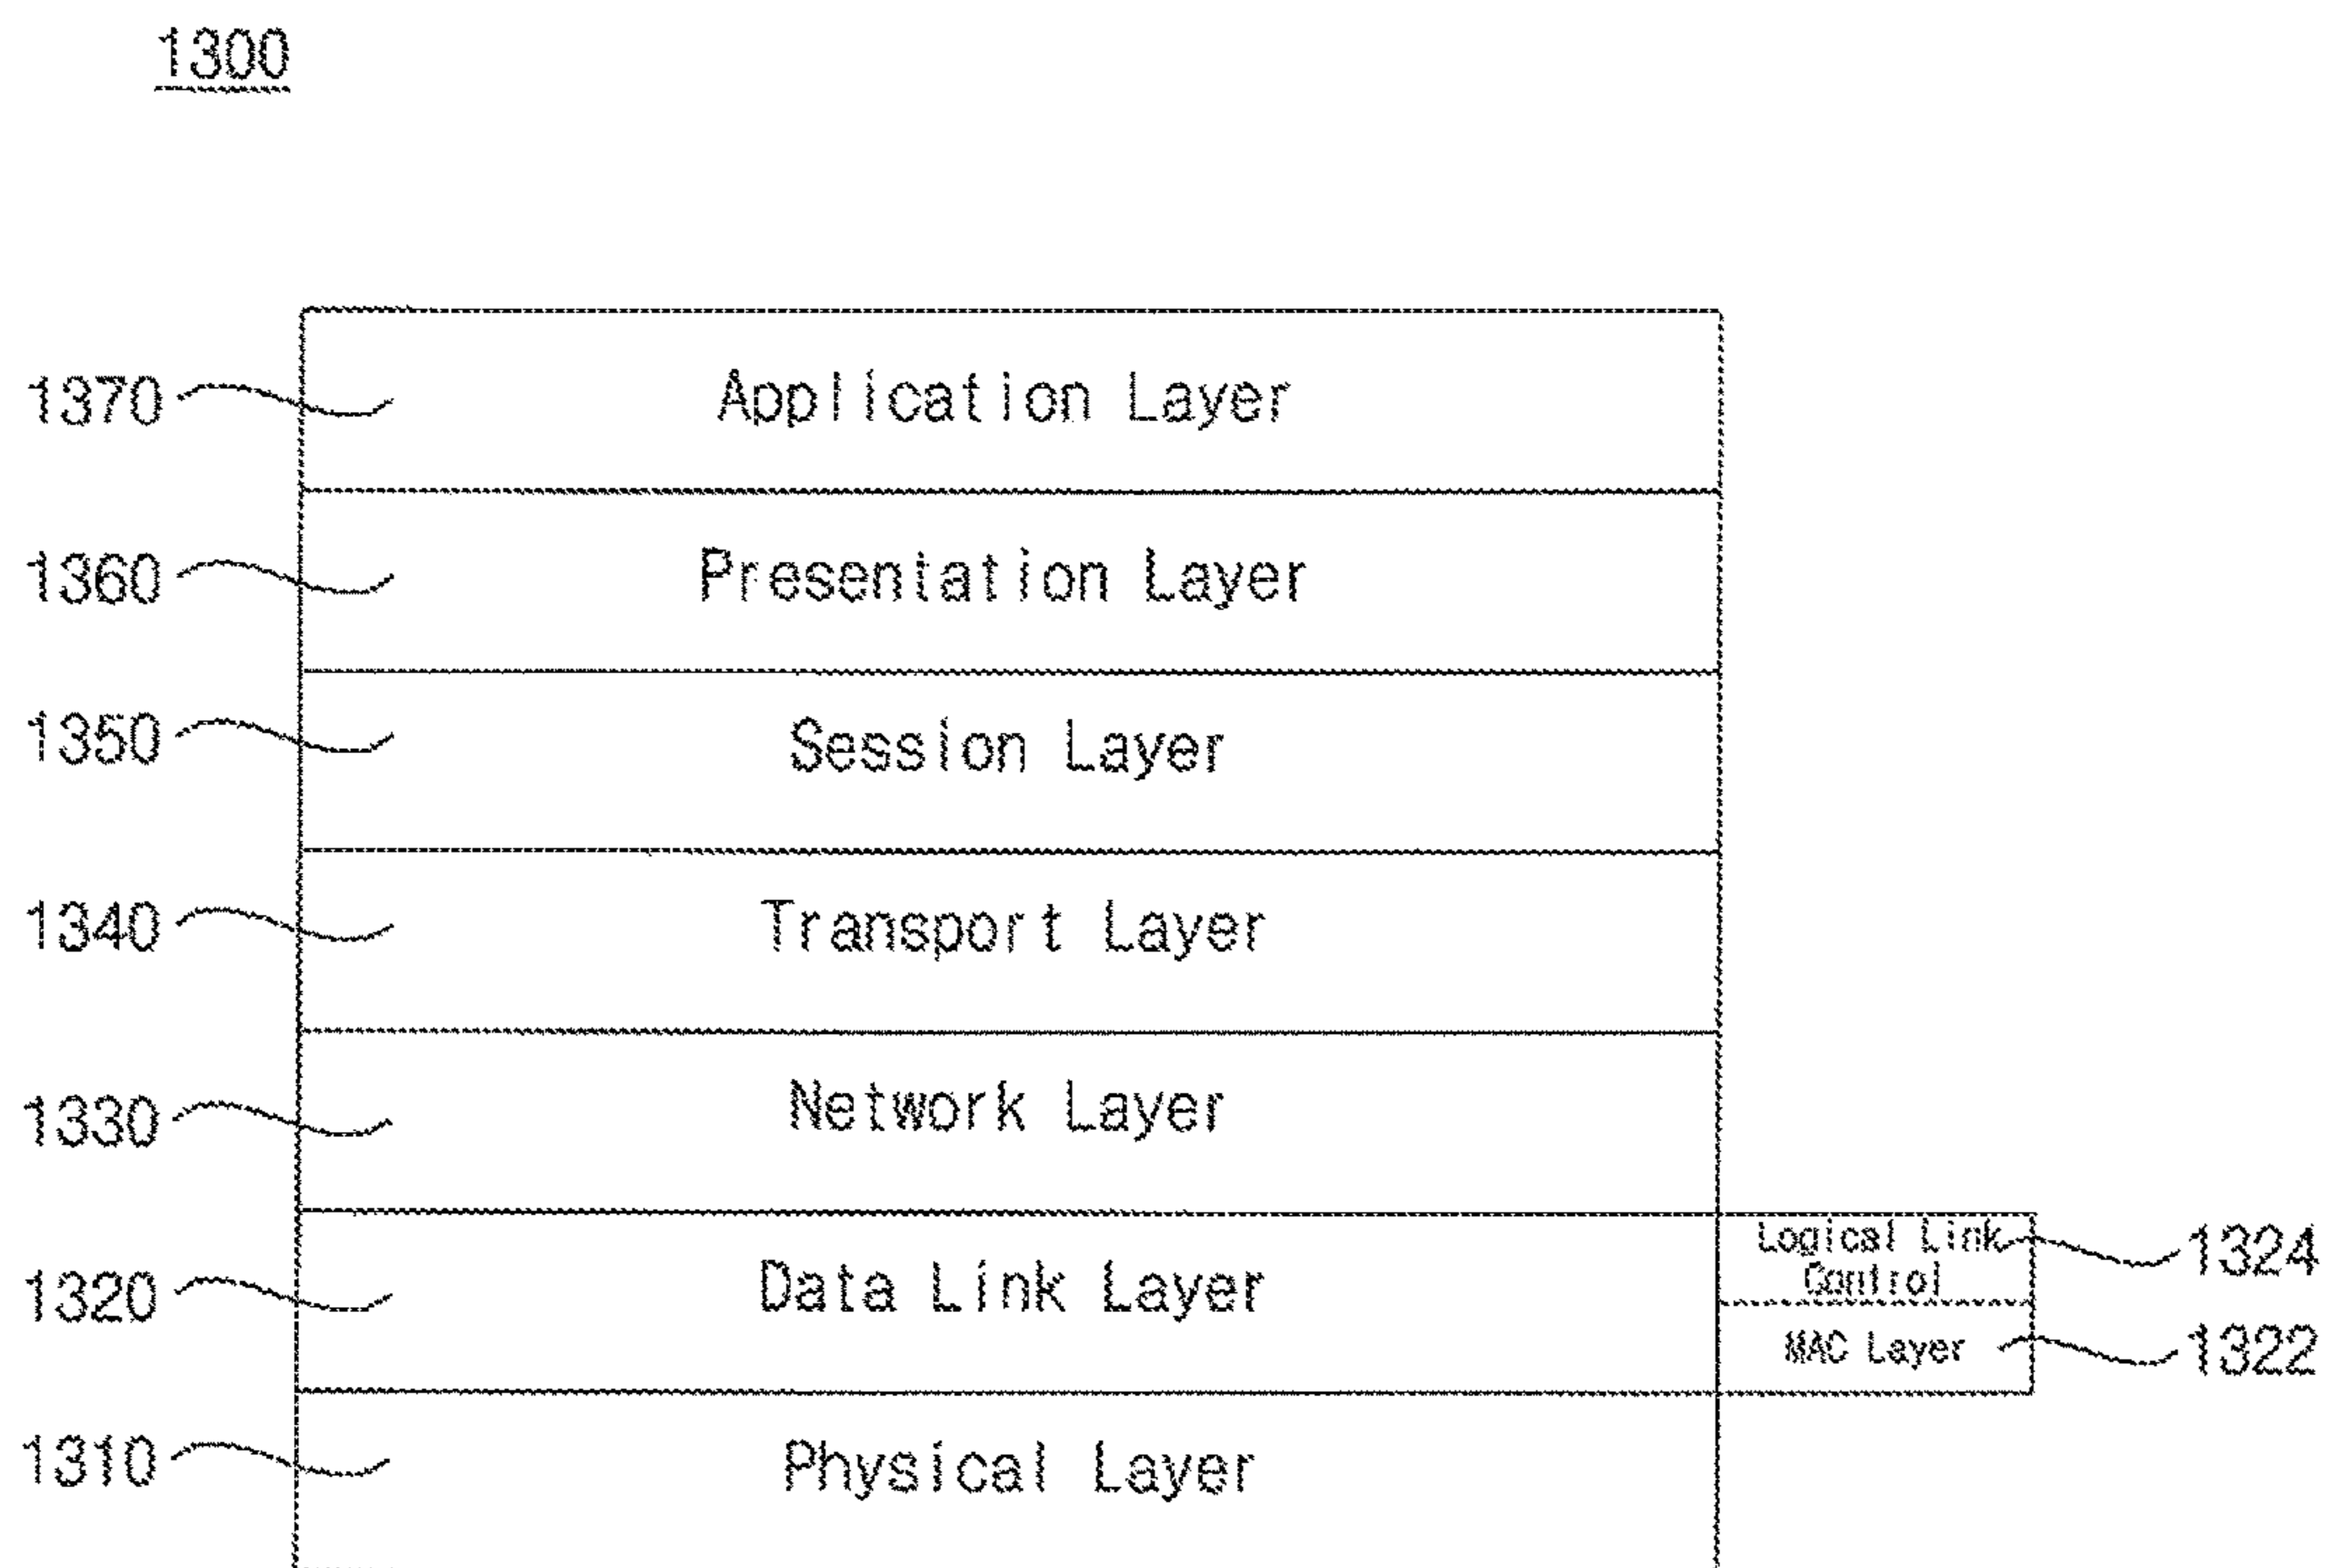 1300
1370 Application Layer
1360 Presentation Layer
1350 Session Layer
1340 Transport Layer
1330 Network Layer
1320 Data Link Layer
Logical Link
Control
1324
MAC Layer 1322
1310 Physical Layer